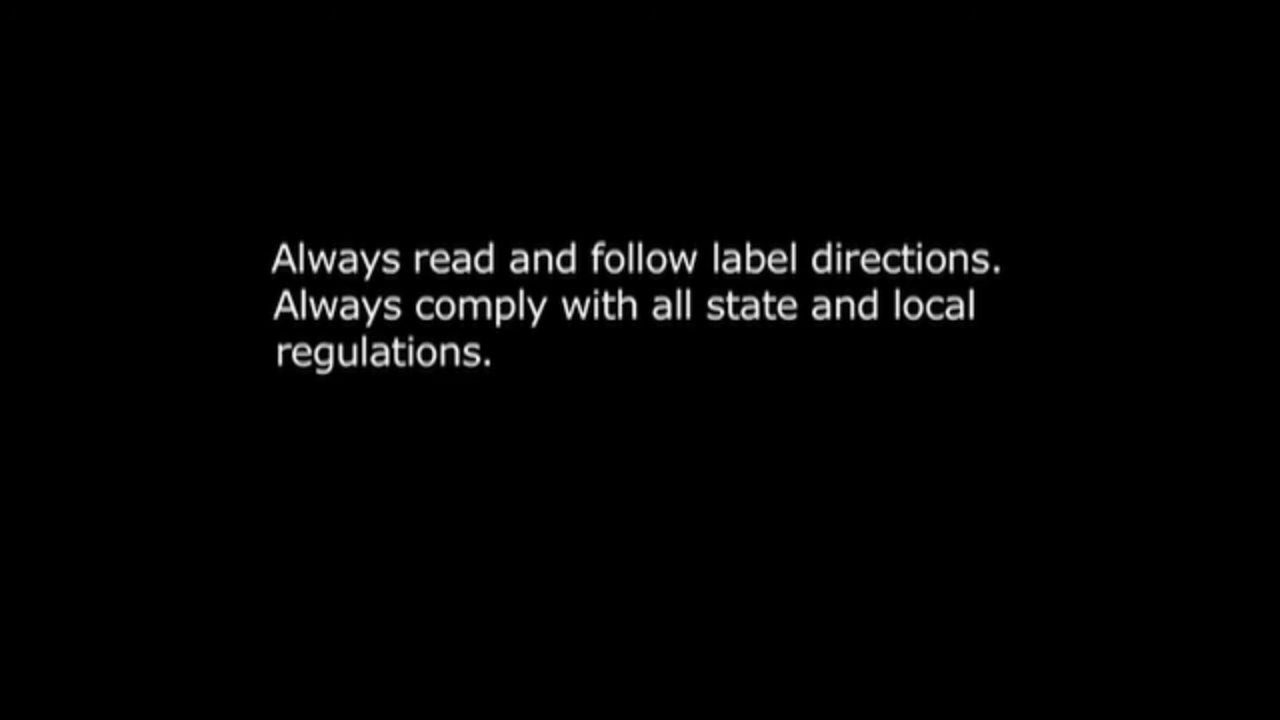 Always read and follow label directions.
Always comply with all state and local
regulations.